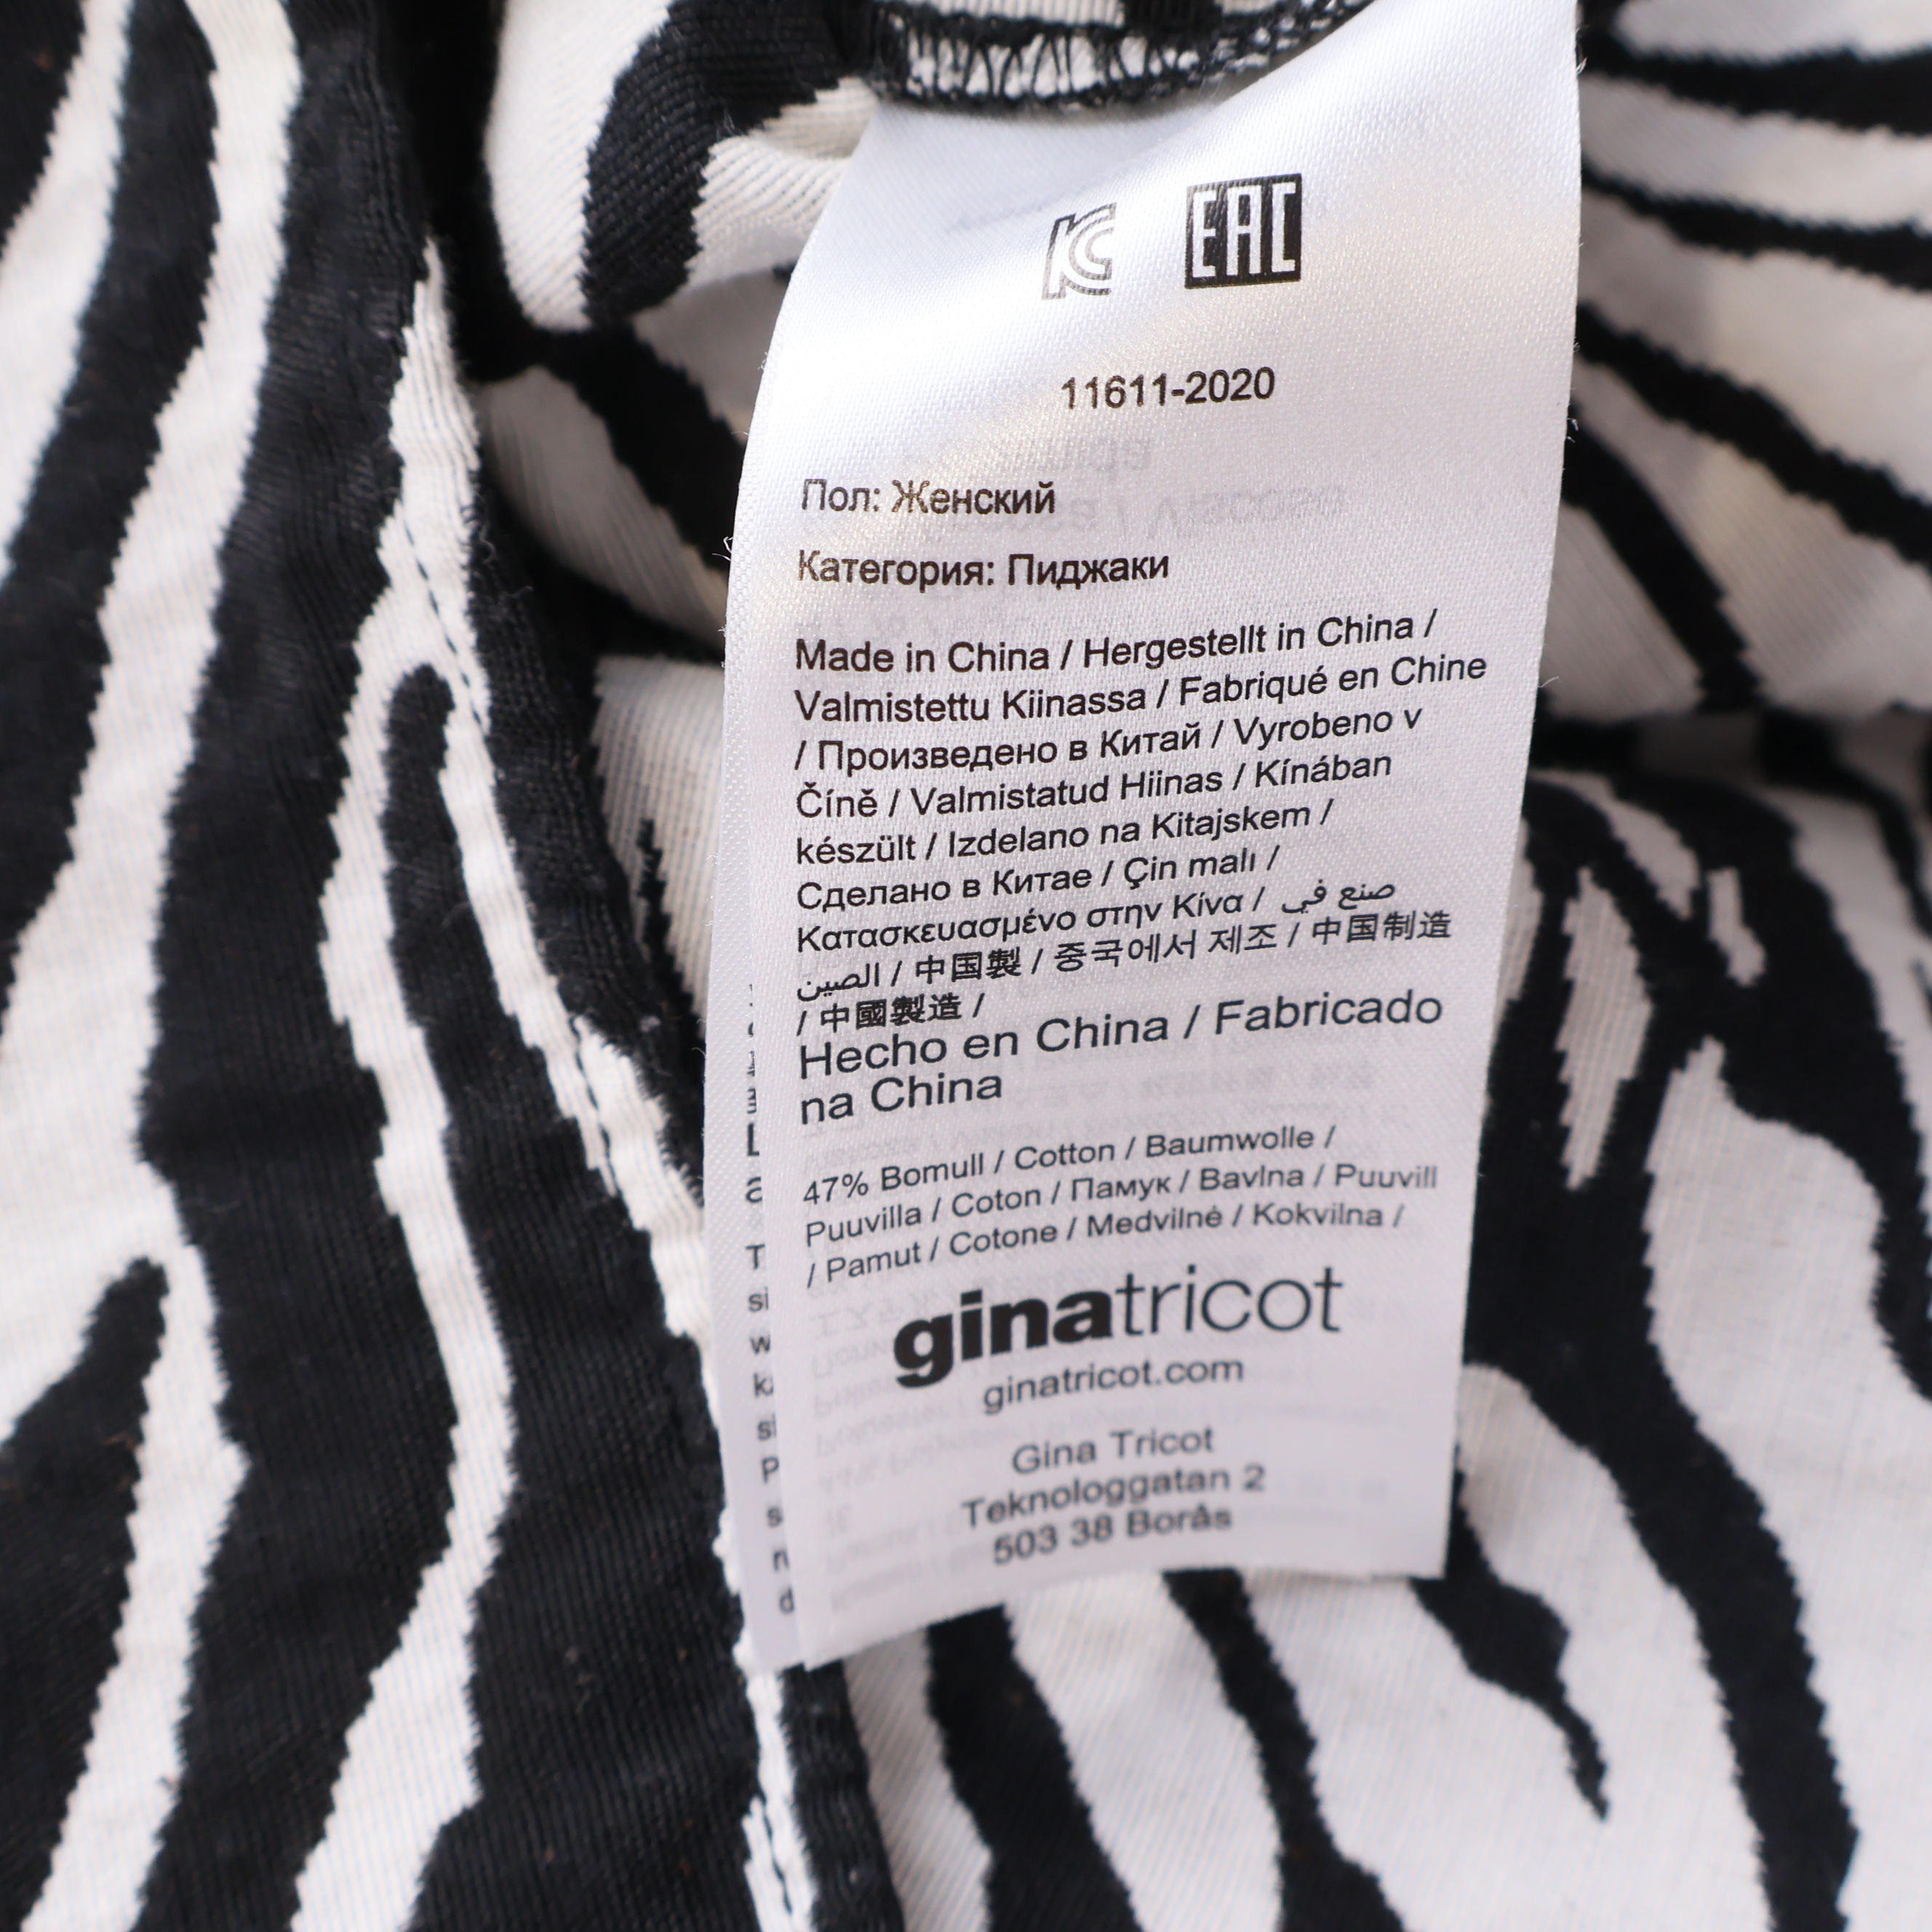 KC EAC
11611-2020
Пол: Женский
Категория: Пиджаки
Made in China / Hergestellt in China /
Valmistettu Kiinassa / Fabriqué en Chine
/ Произведено в Китай / Vyrobeno v
Číně / Valmistatud Hiinas / Kínában
készült / Izdelano na Kitajskem /
Сделано в Китае / Çin malı /
Κατασκευασμένο στην Κίνα / صنع في
الصين / 中国製 / 중국에서 제조 / 中国制造
/ 中國製造 /
Hecho en China / Fabricado
na China
47% Bomull / Cotton / Baumwolle /
Puuvilla / Coton / Памук / Bavlna / Puuvill
/ Pamut / Cotone / Medvilnė / Kokvilna /
ginatricot
ginatricot.com
Gina Tricot
Teknologgatan 2
503 38 Borås